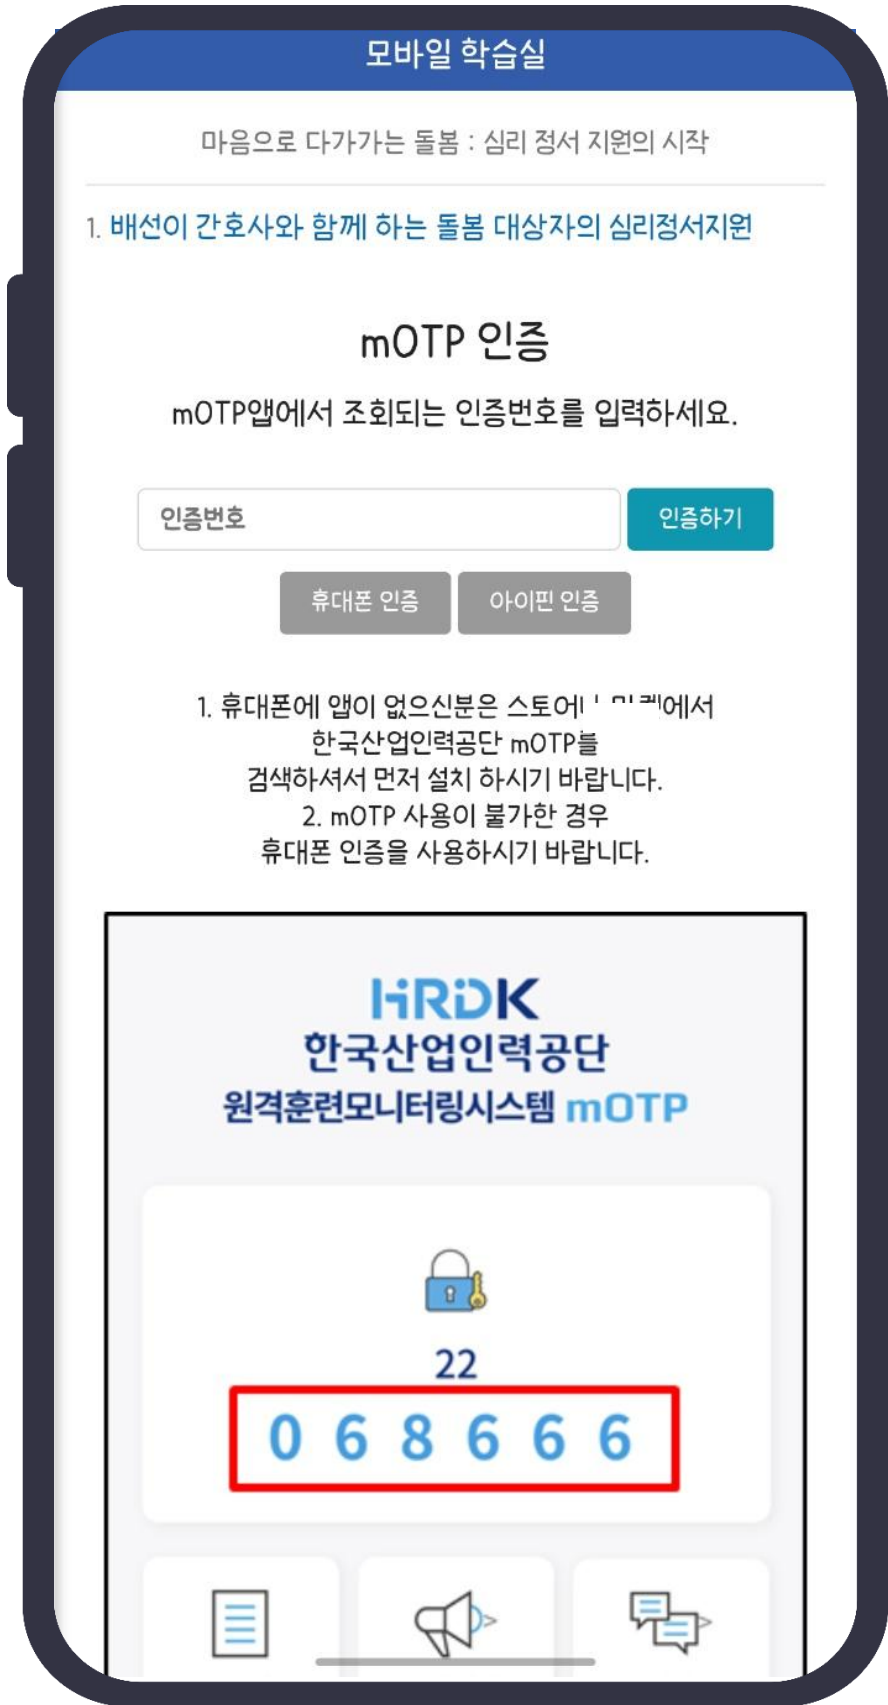 모바일 학습실
마음으로 다가가는 돌봄 : 심리 정서 지원의 시작
1. 배선이 간호사와 함께 하는 돌봄 대상자의 심리정서지원
mOTP 인증
mOTP앱에서 조회되는 인증번호를 입력하세요.
인증번호 인증하기
휴대폰 인증 아이핀 인증
1. 휴대폰에 앱이 없으신분은
한국산업인력공단 mOTP를
검색하셔서 먼저 설치 하시기 바랍니다.
2. mOTP 사용이 불가한 경우
휴대폰 인증을 사용하시기 바랍니다.
HRDK
한국산업인력공단
원격훈련모니터링시스템 mOTP
22
0 6 8 6 6 6